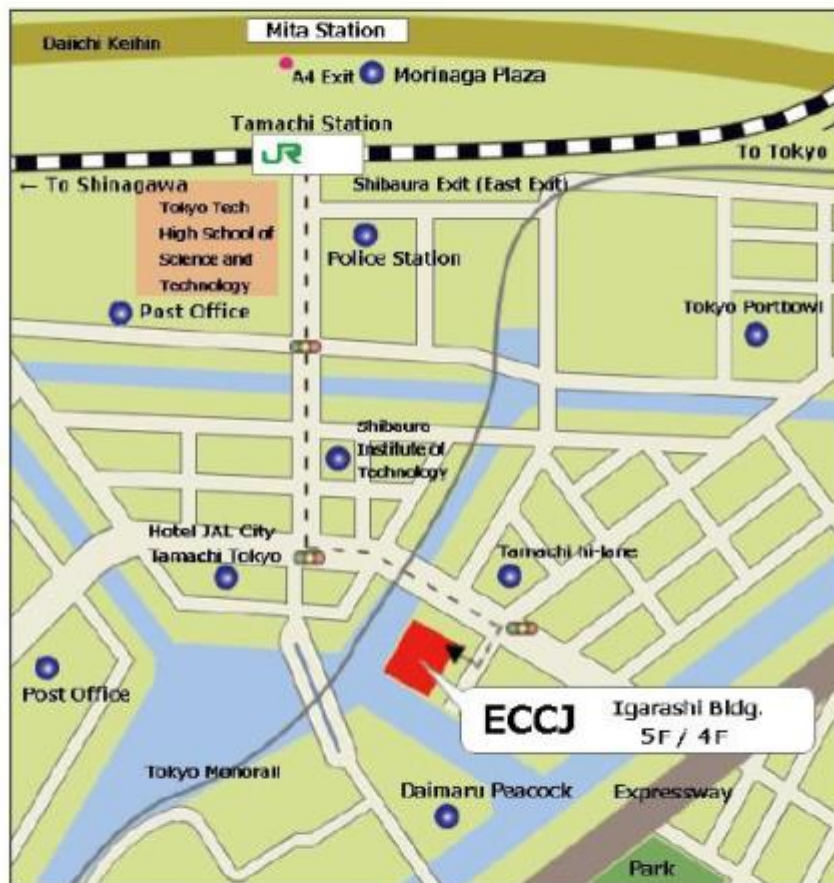 Mita Station
Daiichi Keihin
A4 Exit
Morinaga Plaza
Tamachi Station
JR
To Tokyo
← To Shinagawa
Shibaura Exit (East Exit)
Tokyo Tech
High School of
Science and
Technology
Police Station
Post Office
Tokyo Portbowl
Shibaura
Institute of
Technology
Hotel JAL City
Tamachi Tokyo
Tamachi hi-lane
Post Office
ECCJ
Igarashi Bldg.
5F / 4F
Tokyo Monorail
Daimaru Peacock
Expressway
Park